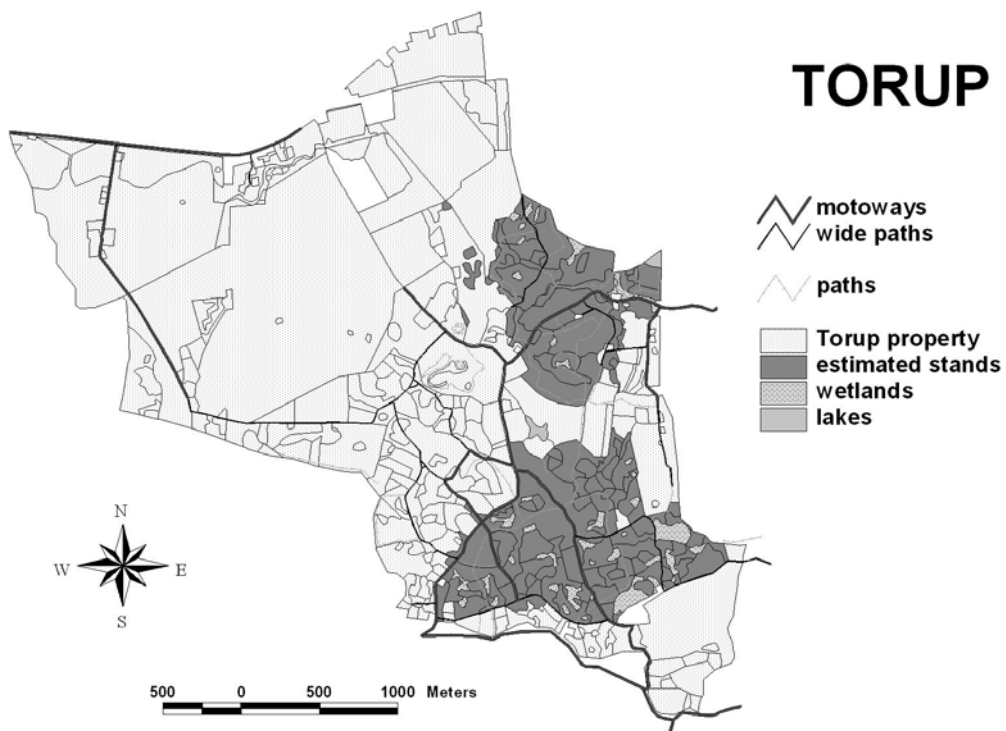 TORUP
motoways
wide paths
paths
Torup property
estimated stands
wetlands
lakes
N
W E
S
500 0 500 1000 Meters